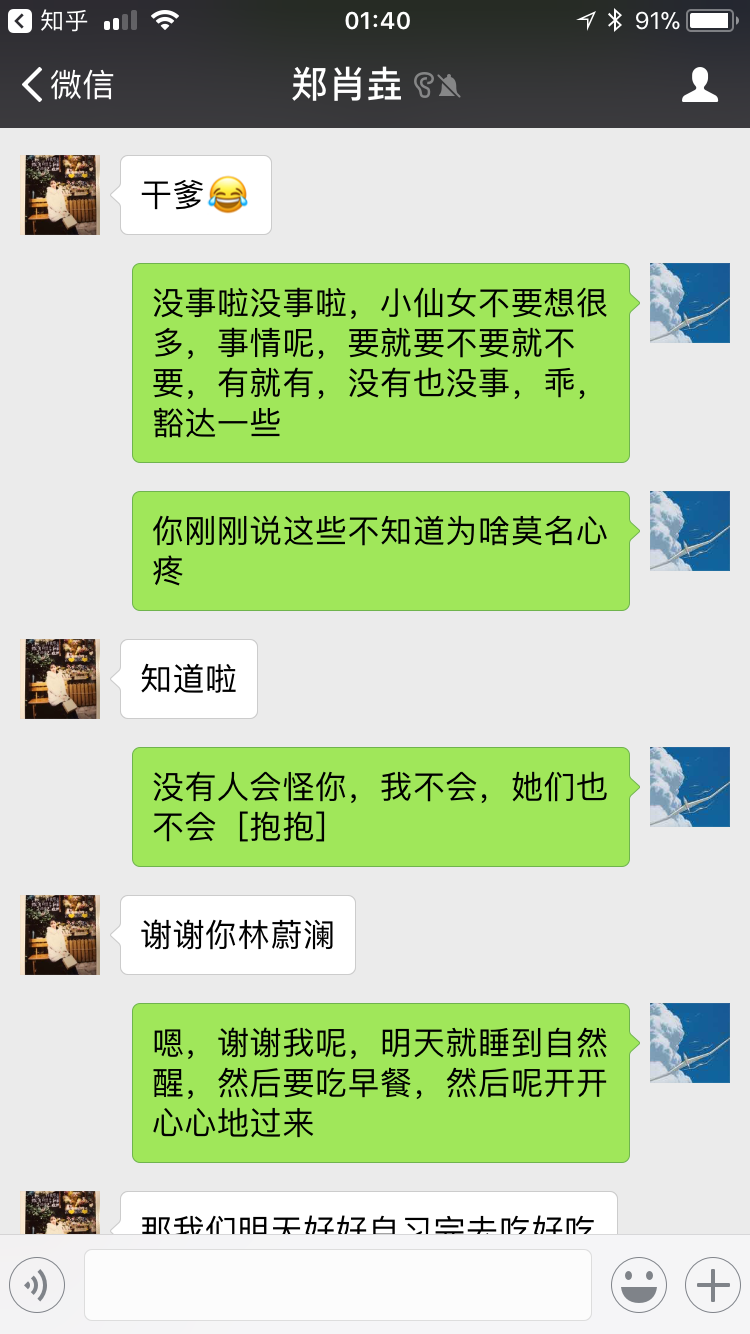 知乎 01:40 91%
微信 郑肖垚
干爹😂
没事啦没事啦，小仙女不要想很
多，事情呢，要就要不要就不
要，有就有，没有也没事，乖，
豁达一些
你刚刚说这些不知道为啥莫名心
疼
知道啦
没有人会怪你，我不会，她们也
不会［抱抱］
谢谢你林蔚澜
嗯，谢谢我呢，明天就睡到自然
醒，然后要吃早餐，然后呢开开
心心地过来
那我们明天好好自习完去吃好吃